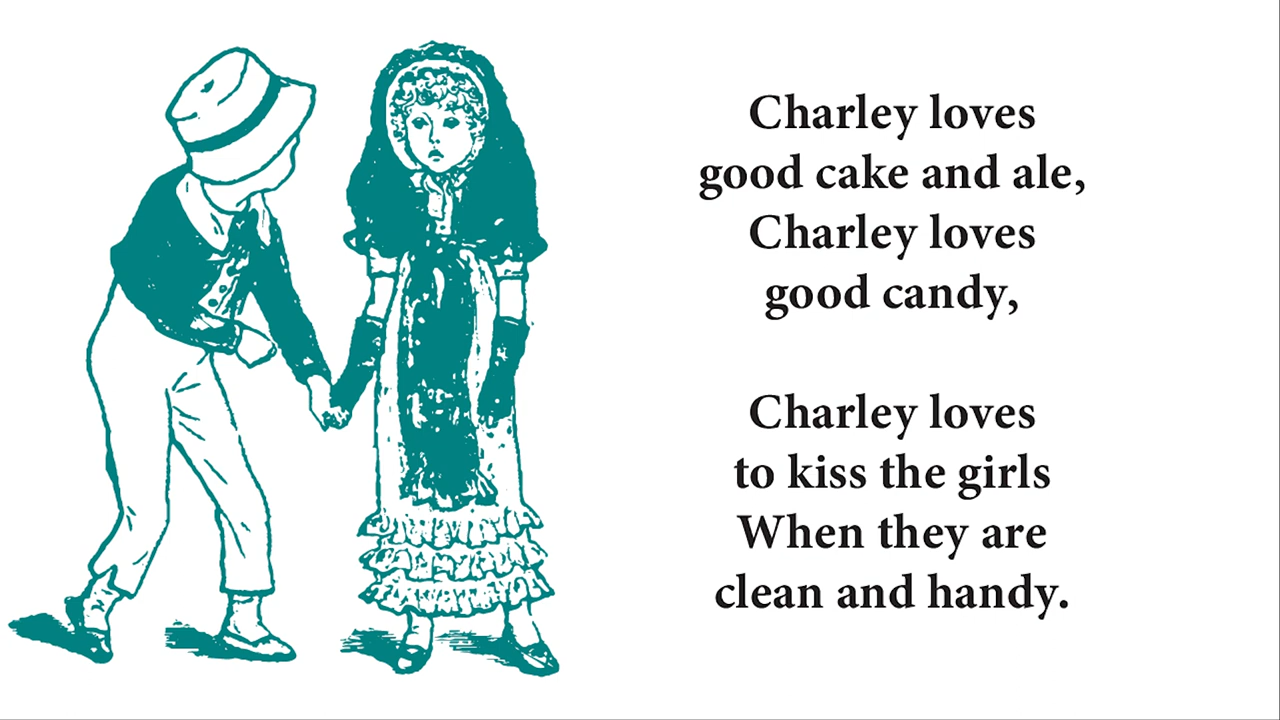 Charley loves
good cake and ale,
Charley loves
good candy,
Charley loves
to kiss the girls
When they are
clean and handy.